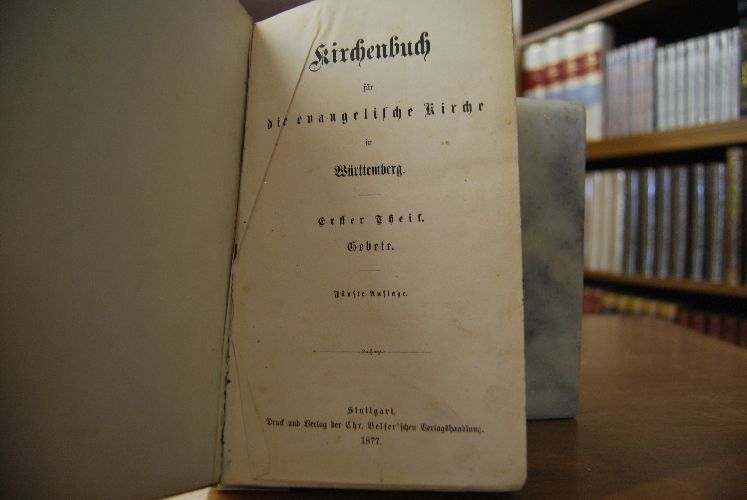 Kirchenbuch
für
die evangelische Kirche
in
Württemberg.
Erster Theil.
Gebete.
Fünfte Auflage.
Stuttgart.
Druck und Verlag der Chr. Belser'schen Verlagshandlung.
1877.